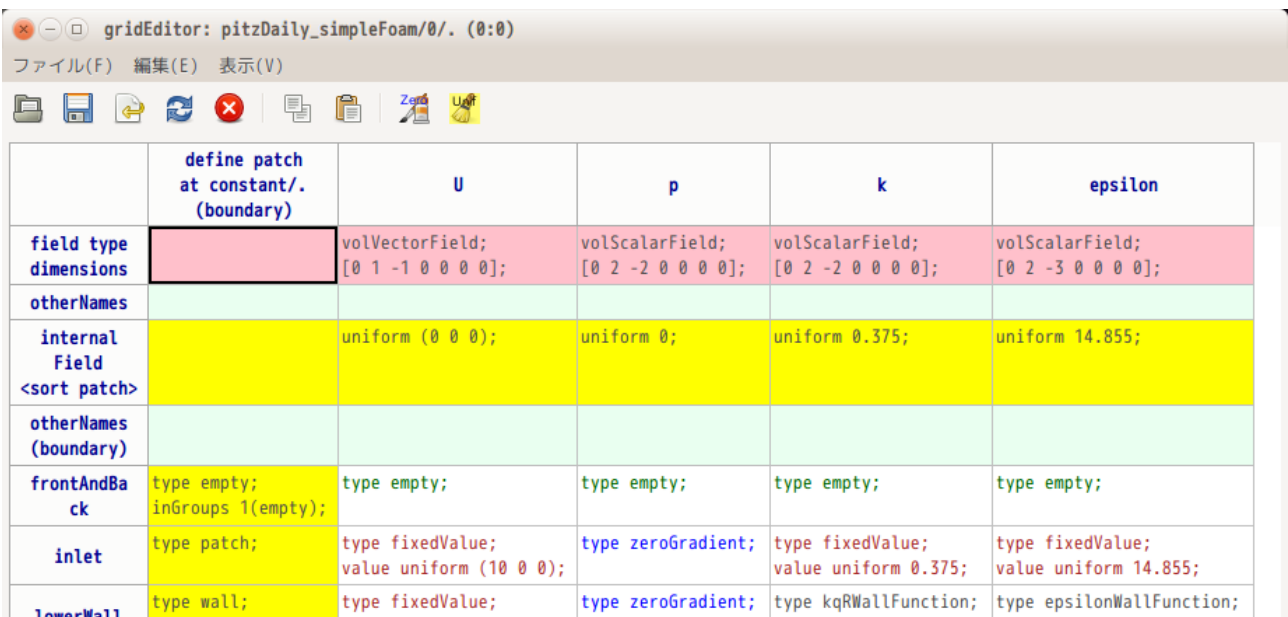 gridEditor: pitzDaily_simpleFoam/0/. (0:0)
ファイル(F) 編集(E) 表示(V)
Zero Unif
define patch
at constant/.
(boundary)
U
p
k
epsilon
field type
dimensions
volVectorField;
[0 1 -1 0 0 0 0];
volScalarField;
[0 2 -2 0 0 0 0];
volScalarField;
[0 2 -2 0 0 0 0];
volScalarField;
[0 2 -3 0 0 0 0];
otherNames
internal
Field
<sort patch>
uniform (0 0 0);
uniform 0;
uniform 0.375;
uniform 14.855;
otherNames
(boundary)
frontAndBa
ck
type empty;
inGroups 1(empty);
type empty;
type empty;
type empty;
type empty;
inlet
type patch;
type fixedValue;
value uniform (10 0 0);
type zeroGradient;
type fixedValue;
value uniform 0.375;
type fixedValue;
value uniform 14.855;
lowerWall
type wall;
type fixedValue;
type zeroGradient;
type kqRWallFunction;
type epsilonWallFunction;